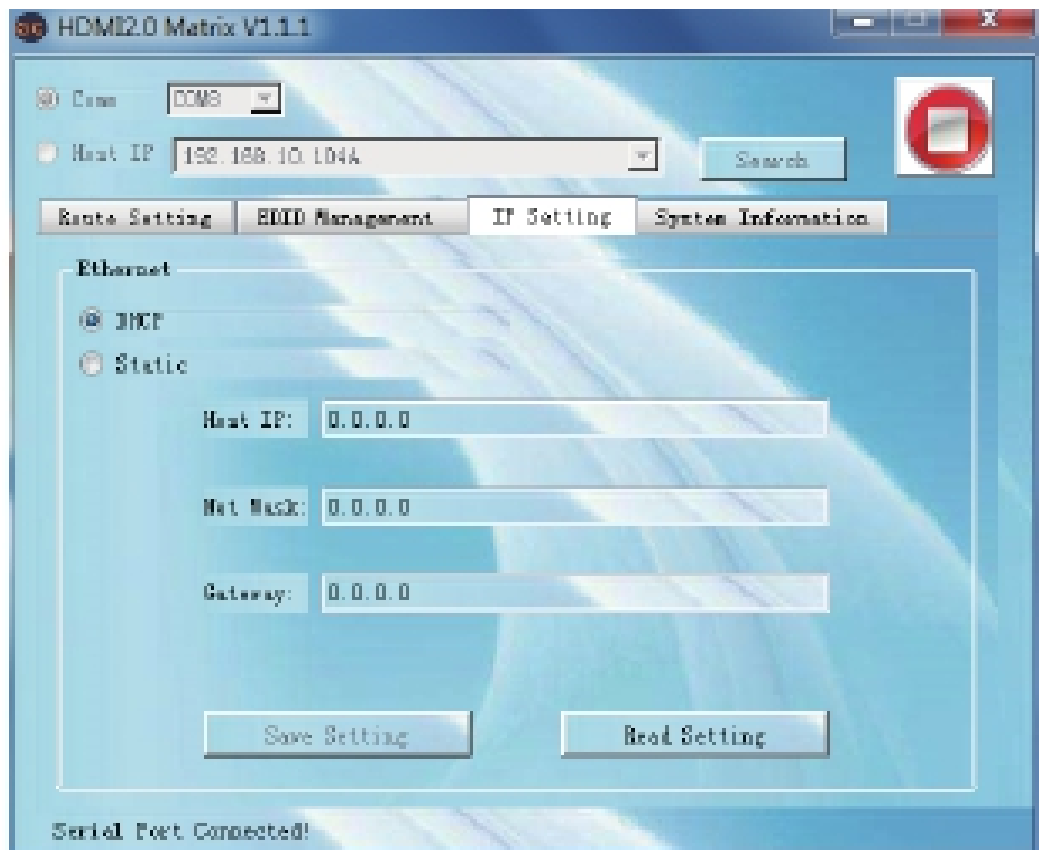 HDMI2.0 Matrix V1.1.1
Comm COM8
Host IP 192.168.10.104A Search
Route Setting EDID Management IP Setting System Information
Ethernet
DHCP
Static
Host IP: 0.0.0.0
Net Mask: 0.0.0.0
Gateway: 0.0.0.0
Save Setting Read Setting
Serial Port Connected!